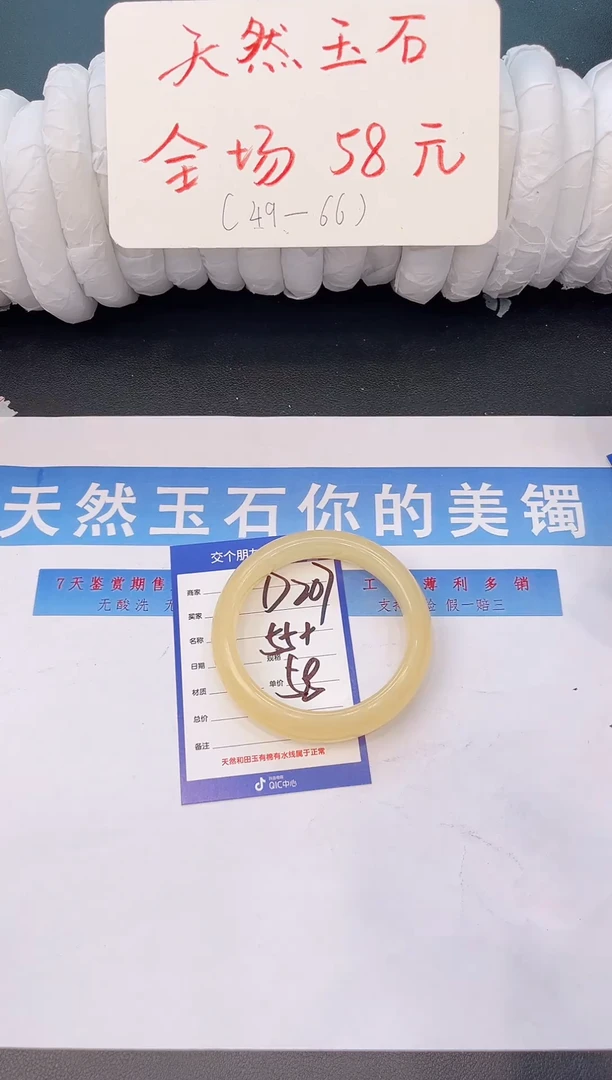 天然玉石
全场 58元
(49—66)
天然玉石你的美镯
7天鉴赏期售
工
薄利多销
无酸洗
支持
假一赔三
交个朋
商家
1720)
买家
名称
55+
规格
日期
单价
58
材质
总价
备注
天然和田玉有棉有水线属于正常
QIC中心